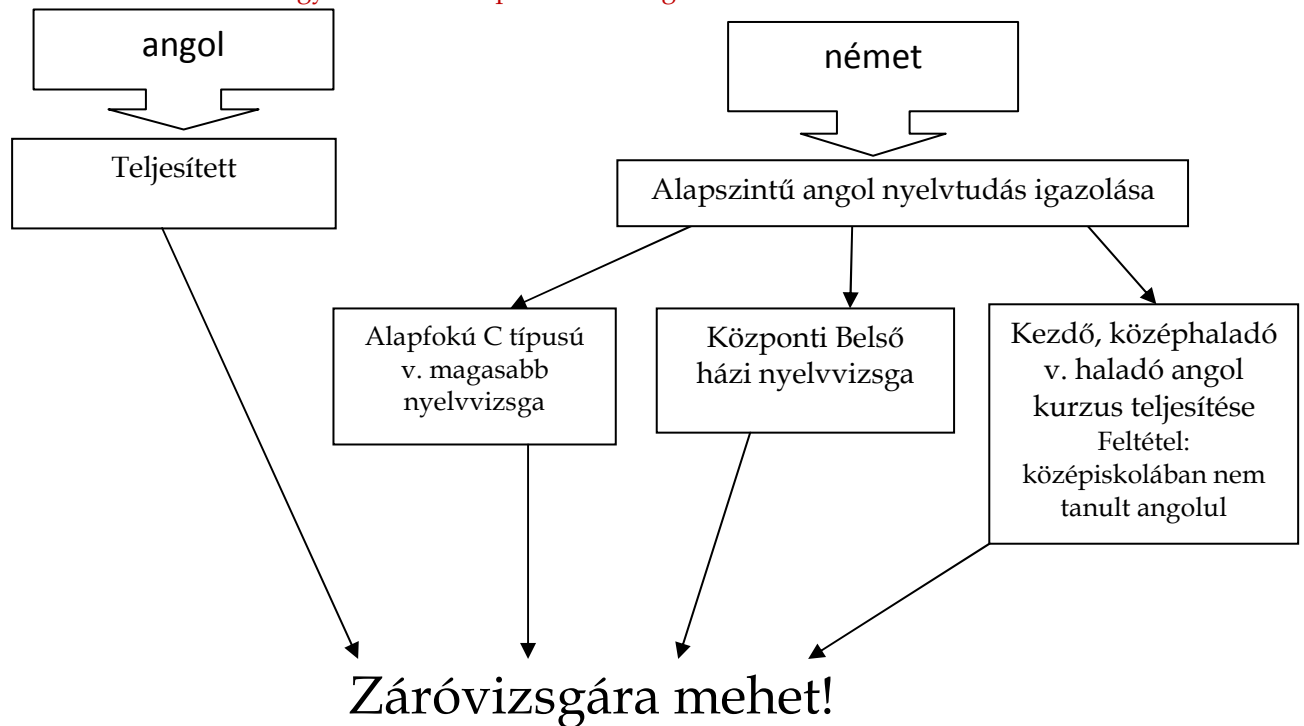 angol
német
Teljesített
Alapszintű angol nyelvtudás igazolása
Alapfokú C típusú
v. magasabb
nyelvvizsga
Központi Belső
házi nyelvvizsga
Kezdő, középhaladó
v. haladó angol
kurzus teljesítése
Feltétel:
középiskolában nem
tanult angolul
Záróvizsgára mehet!